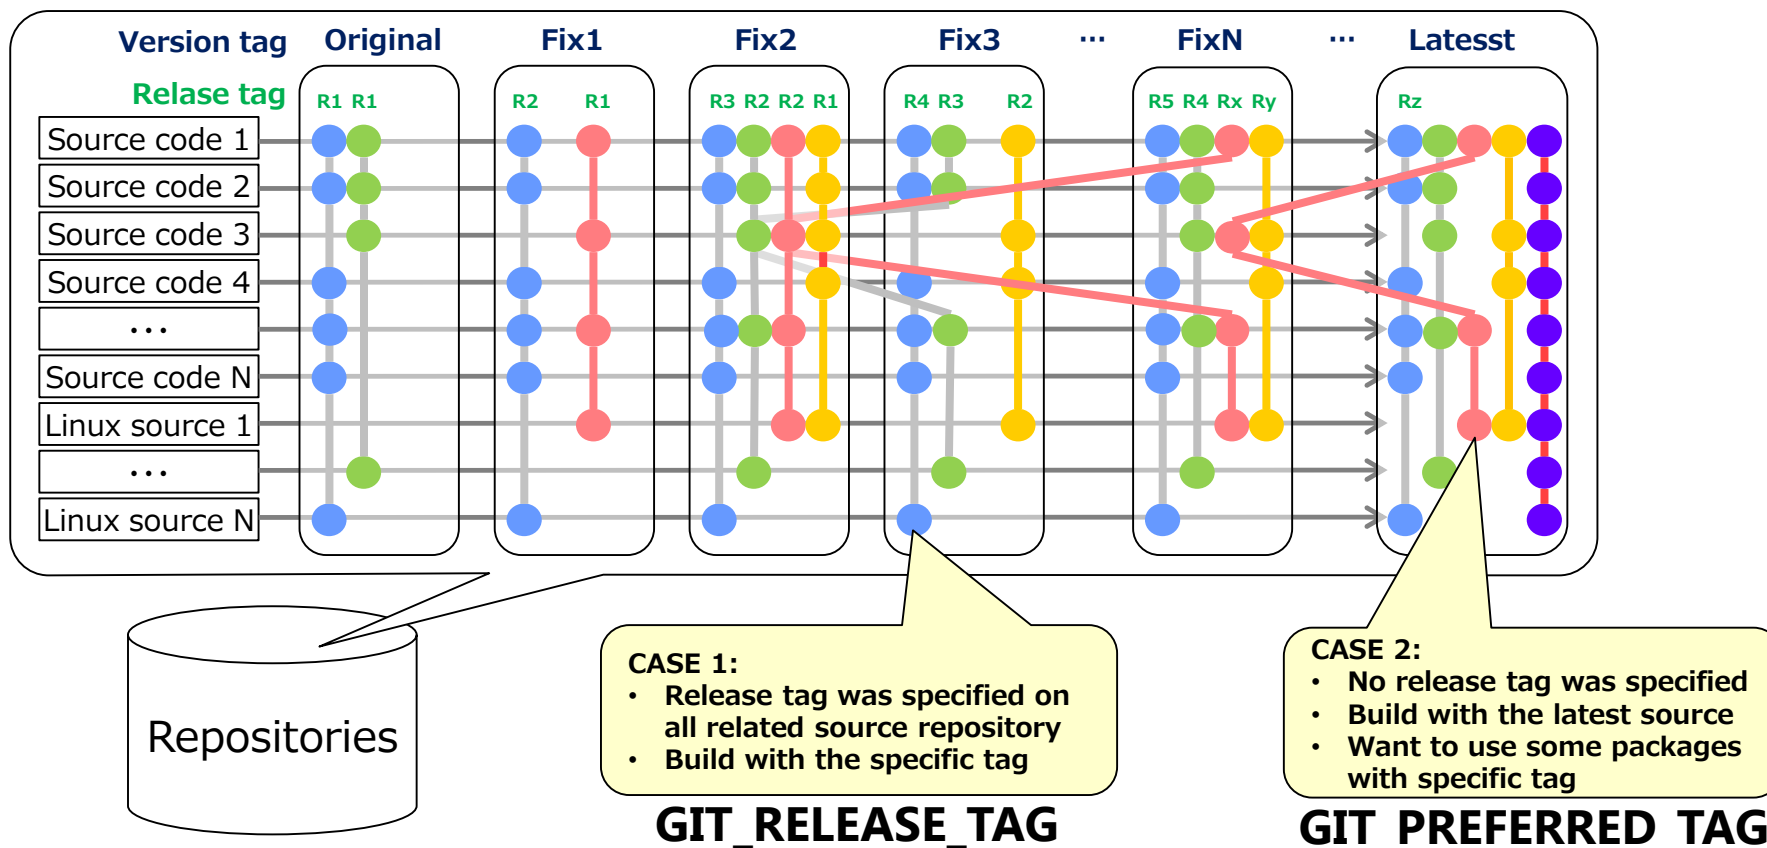 Version tag Original Fix1 Fix2 Fix3 ... FixN ... Latesst
Relase tag R1 R1 R2 R1 R3 R2 R2 R1 R4 R3 R2 R5 R4 Rx Ry Rz
Source code 1
Source code 2
Source code 3
Source code 4
...
Source code N
Linux source 1
...
Linux source N
Repositories
CASE 1:
• Release tag was specified on
all related source repository
• Build with the specific tag
GIT_RELEASE_TAG
CASE 2:
• No release tag was specified
• Build with the latest source
• Want to use some packages
with specific tag
GIT_PREFERRED_TAG